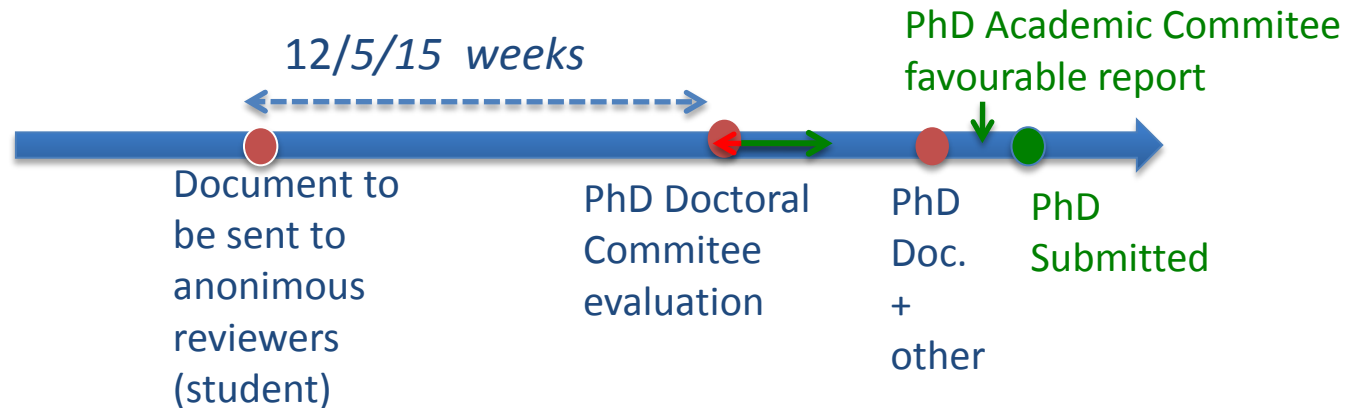 PhD Academic Commitee
favourable report
12/5/15 weeks
Document to
be sent to
anonimous
reviewers
(student)
PhD Doctoral
Commitee
evaluation
PhD
Doc.
+
other
PhD
Submitted